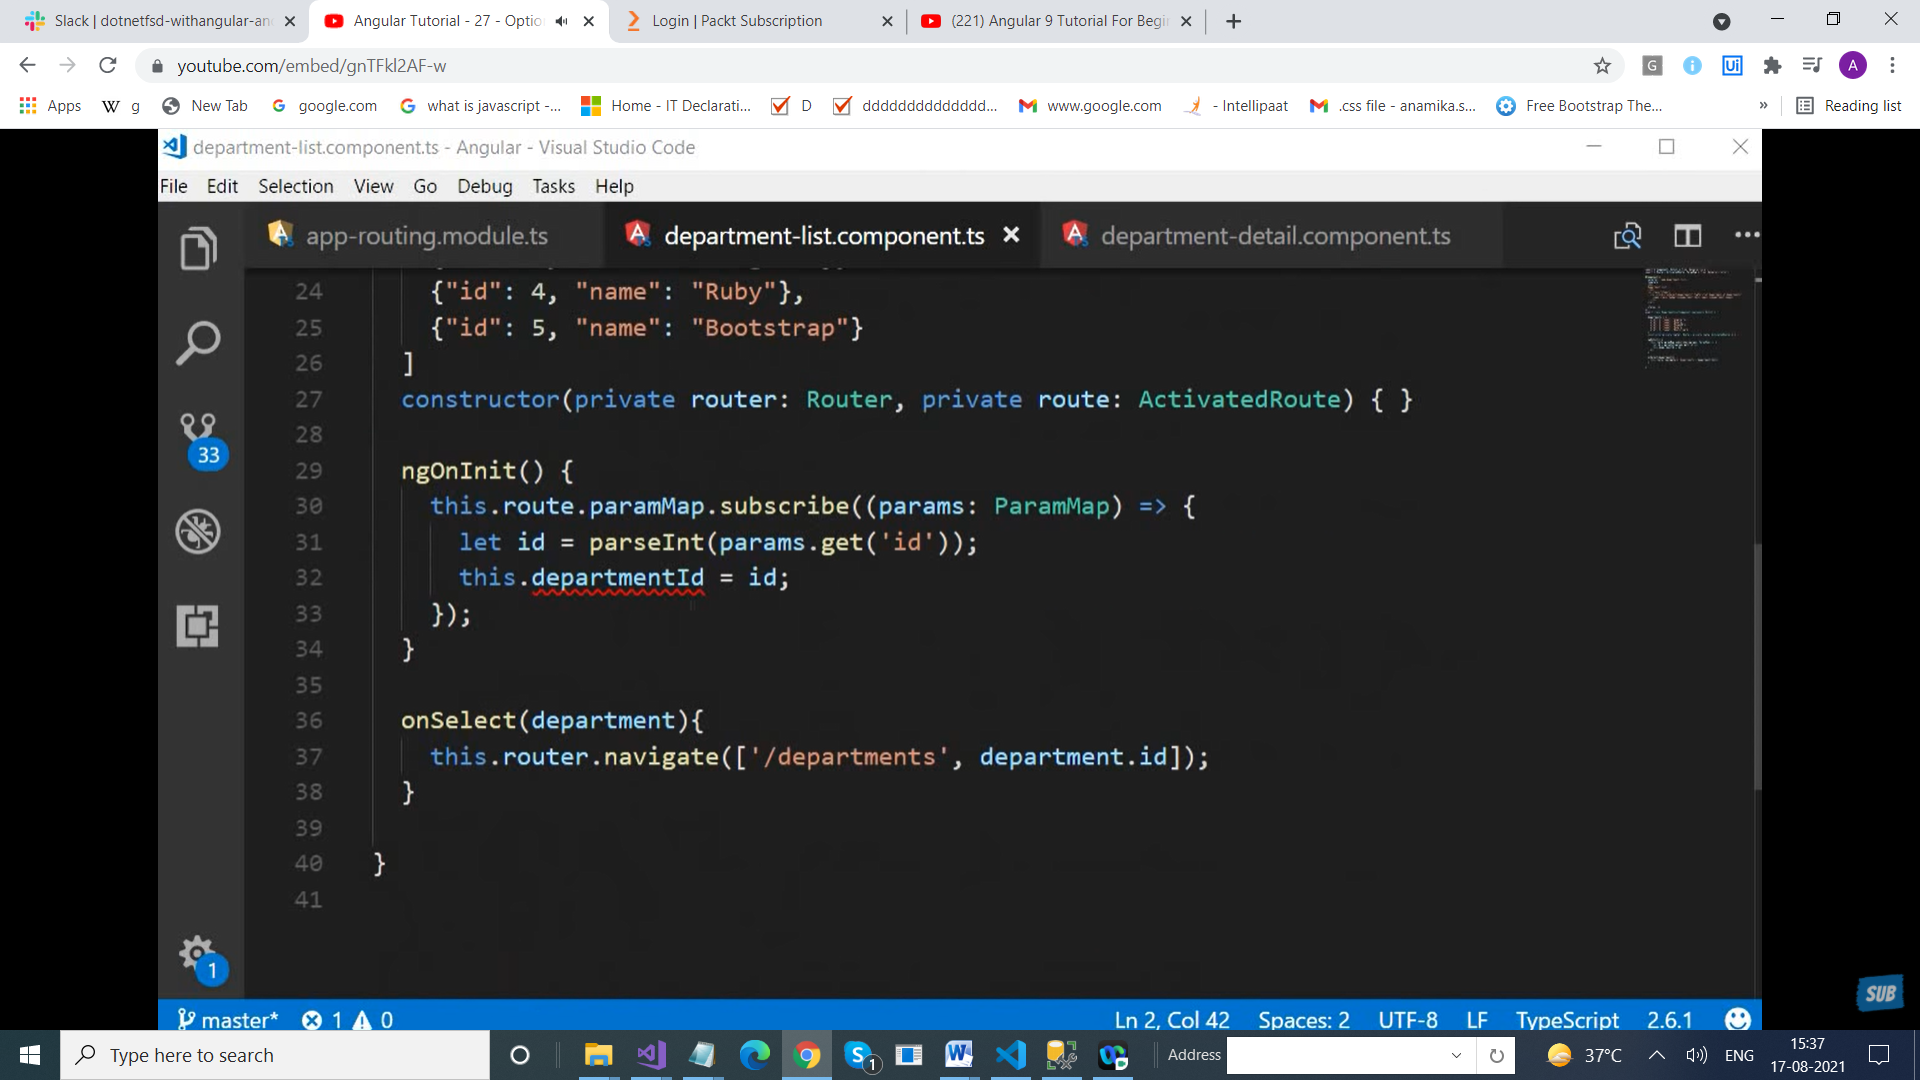 Slack | dotnetfsd-withangular-an
Angular Tutorial - 27 - Optio
Login | Packt Subscription
(221) Angular 9 Tutorial For Begin
youtube.com/embed/gnTFkl2AF-w
G
Ui
A
Apps
W g
New Tab
google.com
what is javascript -...
Home - IT Declarati...
D
ddddddddddddddd...
www.google.com
- Intellipaat
.css file - anamika.s...
Free Bootstrap The...
»
Reading list
department-list.component.ts - Angular - Visual Studio Code
File Edit Selection View Go Debug Tasks Help
app-routing.module.ts
department-list.component.ts
department-detail.component.ts
24 {"id": 4, "name": "Ruby"},
25 {"id": 5, "name": "Bootstrap"}
26 ]
27 constructor(private router: Router, private route: ActivatedRoute) { }
28
29 ngOnInit() {
30 this.route.paramMap.subscribe((params: ParamMap) => {
31 let id = parseInt(params.get('id'));
32 this.departmentId = id;
33 });
34 }
35
36 onSelect(department){
37 this.router.navigate(['/departments', department.id]);
38 }
39
40 }
41
33
1
SUB
master* 1 0
Ln 2, Col 42 Spaces: 2 UTF-8 LF TypeScript 2.6.1
Type here to search
S 1
Address
37°C
ENG
15:37
17-08-2021